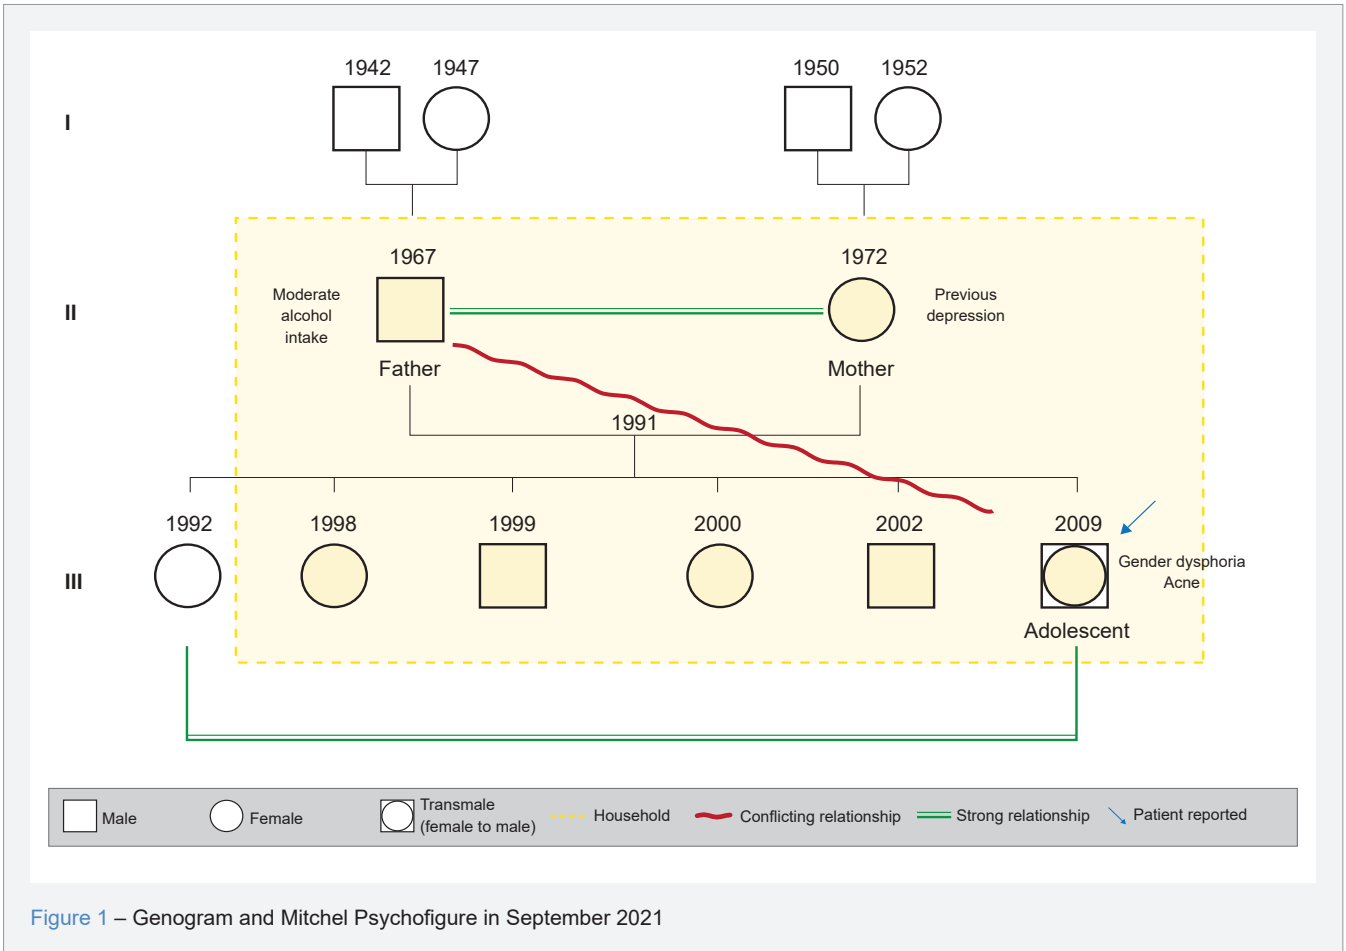 1942 1947 1950 1952
I
1967 1972
II
Moderate
alcohol
intake
Previous
depression
Father Mother
1991
1992 1998 1999 2000 2002 2009
III
Gender dysphoria
Acne
Adolescent
Male
Female
Transmale
(female to male)
Household
Conflicting relationship
Strong relationship
Patient reported
Figure 1 – Genogram and Mitchel Psychofigure in September 2021